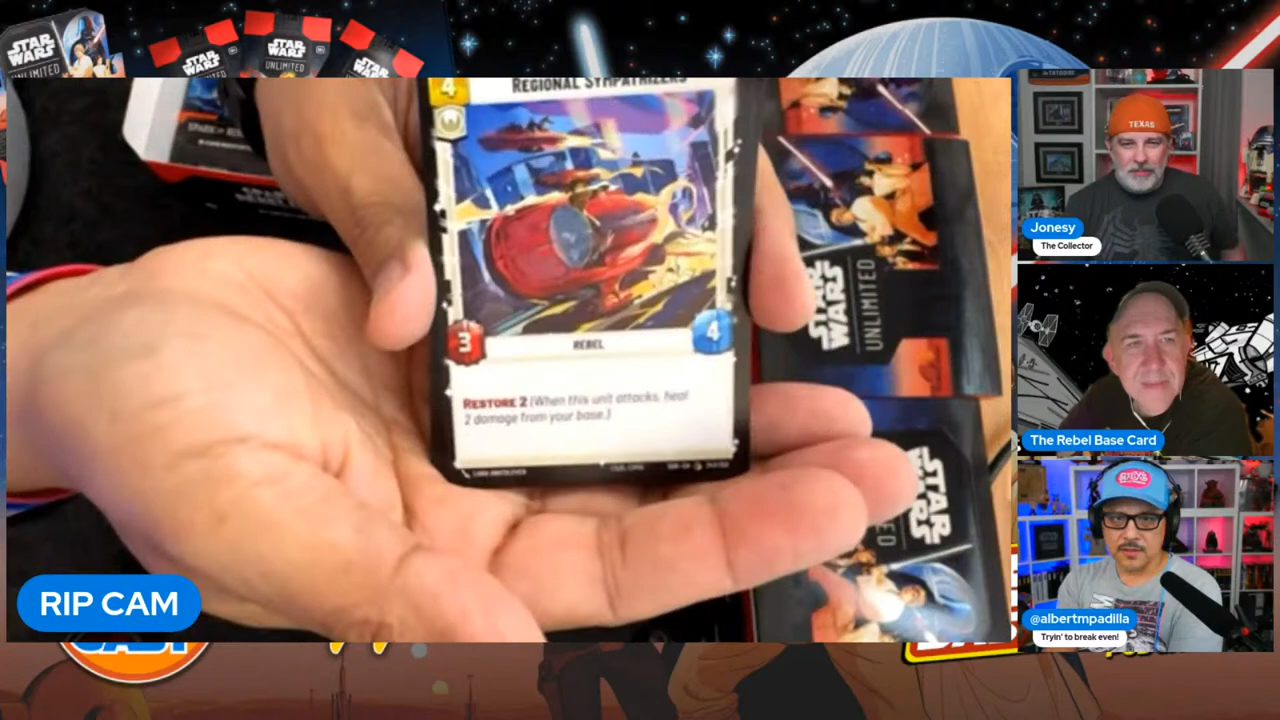 STAR
WARS
UNLIMITED
STAR
WARS
STAR
WARS
UNLIMITED
STAR
WARS
4
REGIONAL SYMPATHIZERS
3
REBEL
4
RESTORE 2 (When this unit attacks, heal
2 damage from your base.)
STAR
WARS
UNLIMITED
STAR
WARS
RIP CAM
TEXAS
Jonesy
The Collector
The Rebel Base Card
@albertmpadilla
Tryin' to break even!